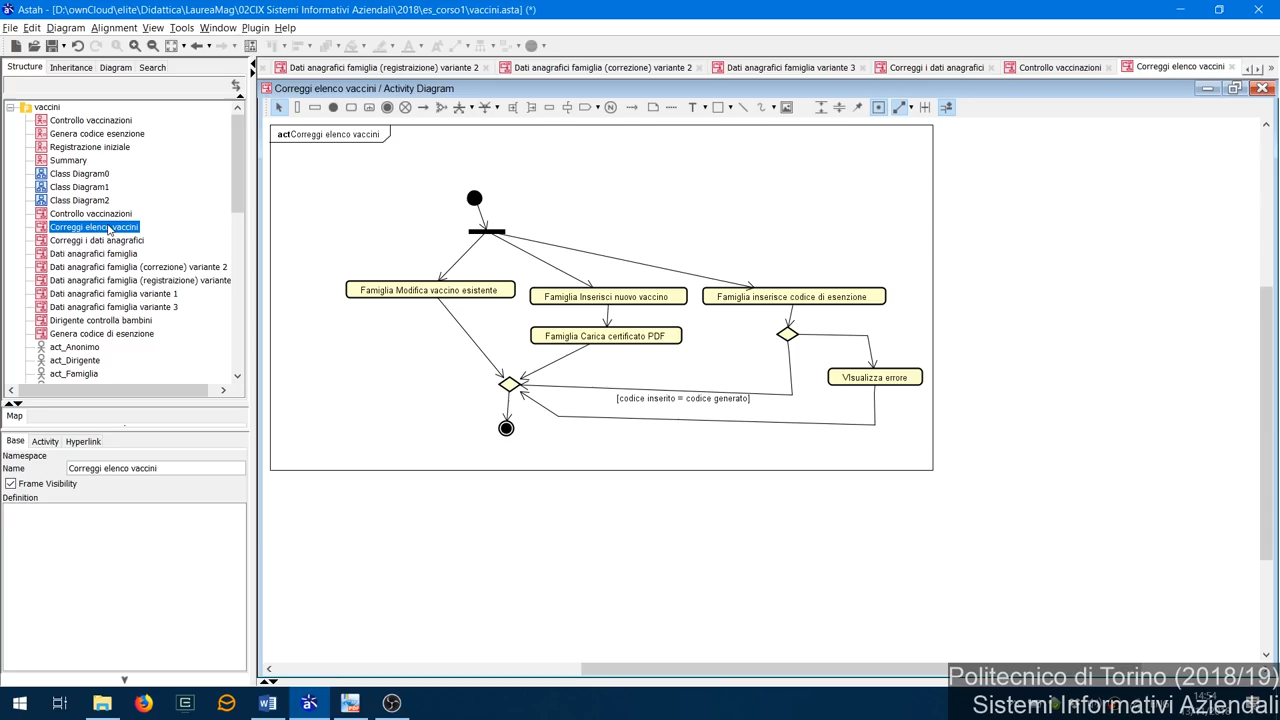 Astah - [D:\ownCloud\elite\Didattica\LaureaMag\02CIX Sistemi Informativi Aziendali\2018\es_corso1\vaccini.asta] (*)
File Edit Diagram Alignment View Tools Window Plugin Help
Structure Inheritance Diagram Search
Dati anagrafici famiglia (registraizione) variante 2
Dati anagrafici famiglia (correzione) variante 2
Dati anagrafici famiglia variante 3
Correggi i dati anagrafici
Controllo vaccinazioni
Correggi elenco vaccini
Correggi elenco vaccini / Activity Diagram
vaccini
Controllo vaccinazioni
Genera codice esenzione
Registrazione iniziale
Summary
Class Diagram0
Class Diagram1
Class Diagram2
Controllo vaccinazioni
Correggi elenco vaccini
Correggi i dati anagrafici
Dati anagrafici famiglia
Dati anagrafici famiglia (correzione) variante 2
Dati anagrafici famiglia (registraizione) variante
Dati anagrafici famiglia variante 1
Dati anagrafici famiglia variante 3
Dirigente controlla bambini
Genera codice di esenzione
act_Anonimo
act_Dirigente
act_Famiglia
Map
Base Activity Hyperlink
Namespace
Name Correggi elenco vaccini
Frame Visibility
Definition
act Correggi elenco vaccini
Famiglia Modifica vaccino esistente
Famiglia Inserisci nuovo vaccino
Famiglia inserisce codice di esenzione
Famiglia Carica certificato PDF
VIsualizza errore
[codice inserito = codice generato]
Politecnico di Torino (2018/19)
Sistemi Informativi Aziendali